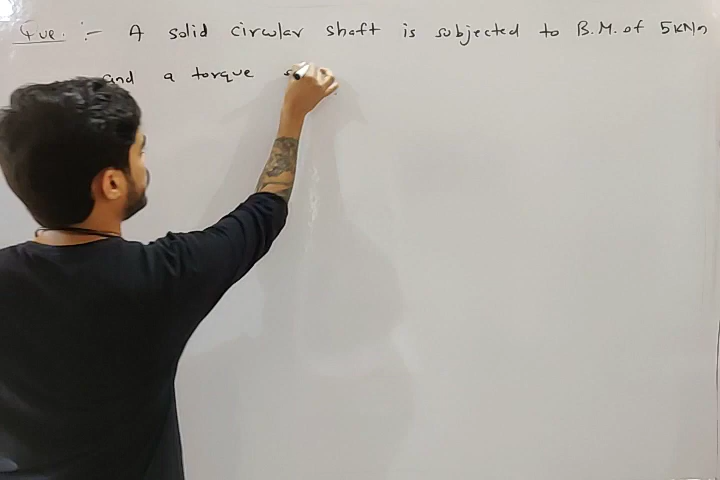 Que. :- A solid circular shaft is subjected to B.M. of 5kNm
and a torque